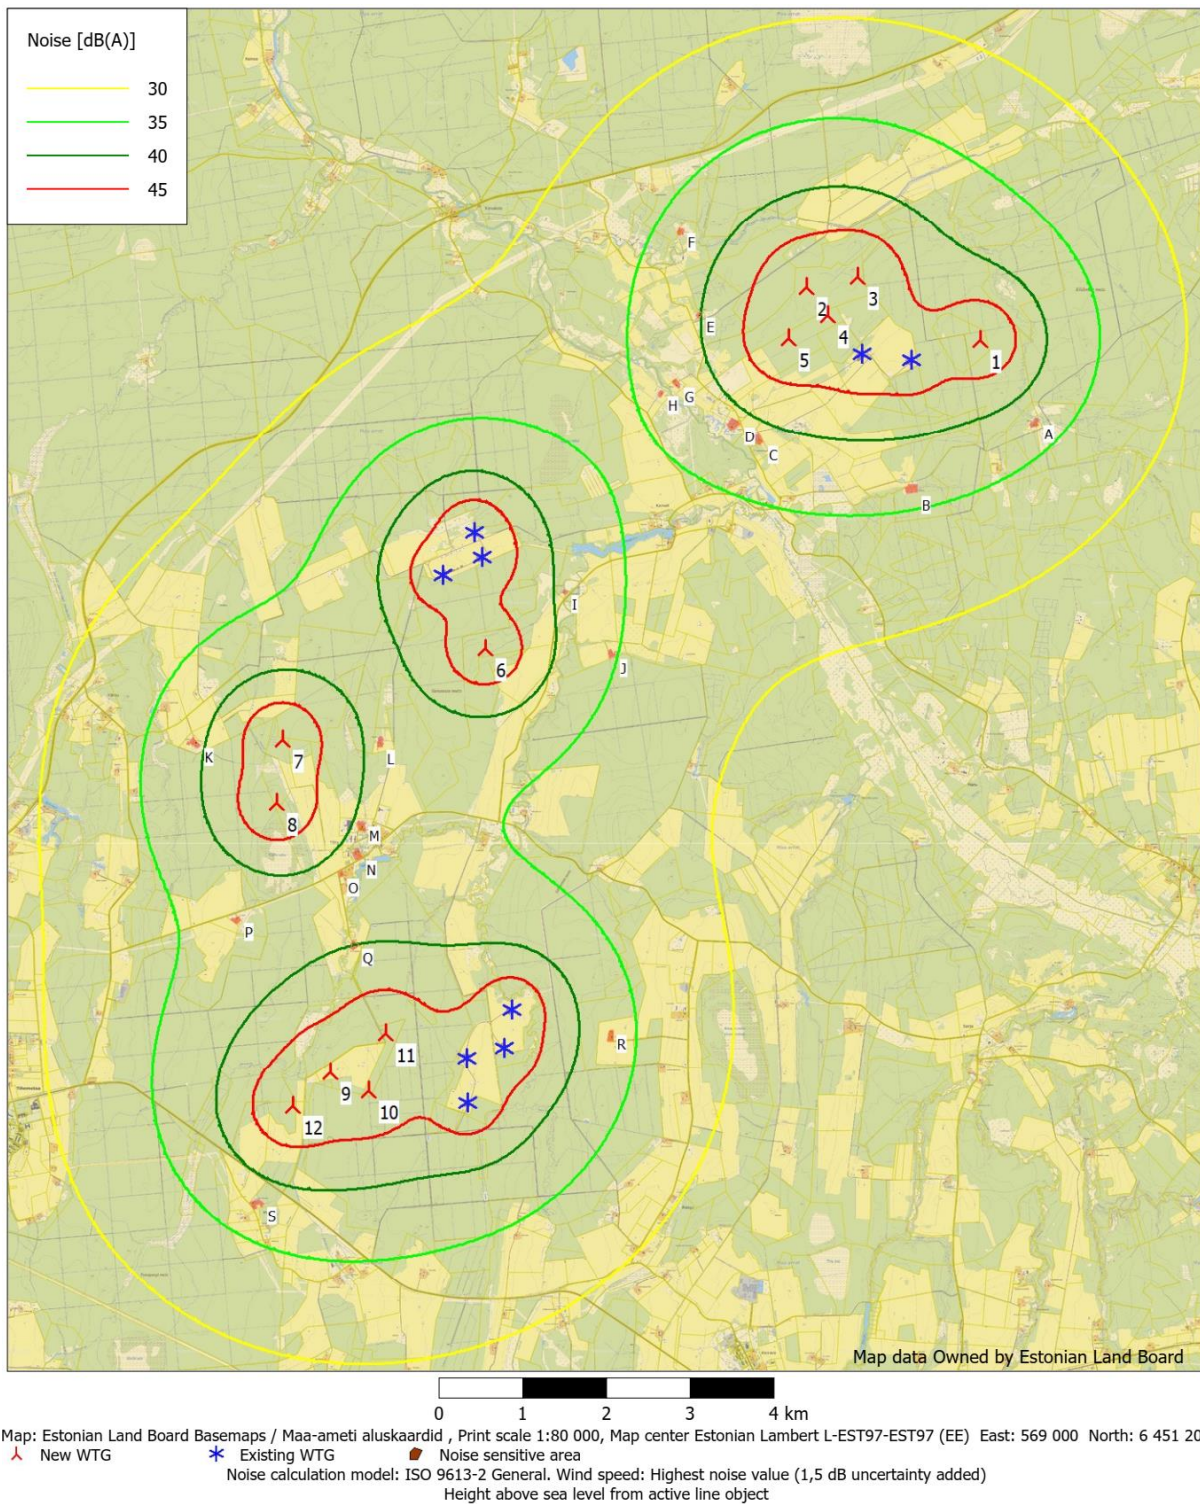 Noise [dB(A)]
30
35
40
45
F
3
2
E
4
5
1
G
H
D
A
C
B
I
6
J
K
7
L
8
M
N
O
P
Q
R
11
9
10
12
S
Map data Owned by Estonian Land Board
0 1 2 3 4 km
Map: Estonian Land Board Basemaps / Maa-ameti aluskaardid , Print scale 1:80 000, Map center Estonian Lambert L-EST97-EST97 (EE) East: 569 000 North: 6 451 20
New WTG Existing WTG Noise sensitive area
Noise calculation model: ISO 9613-2 General. Wind speed: Highest noise value (1,5 dB uncertainty added)
Height above sea level from active line object